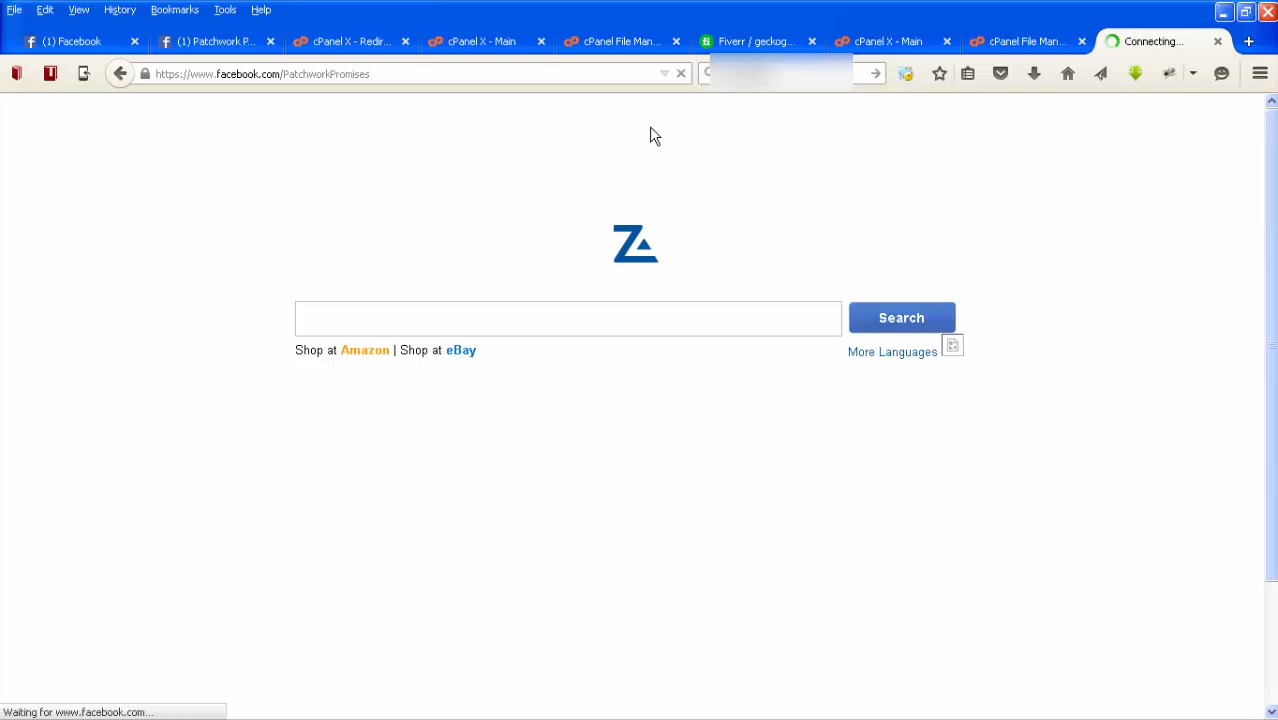 File Edit View History Bookmarks Tools Help
(1) Facebook (1) Patchwork P... cPanel X - Redir... cPanel X - Main cPanel File Man... Fiverr / geckog... cPanel X - Main cPanel File Man... Connecting...
https://www.facebook.com/PatchworkPromises
Search
Shop at Amazon | Shop at eBay
More Languages
Waiting for www.facebook.com...